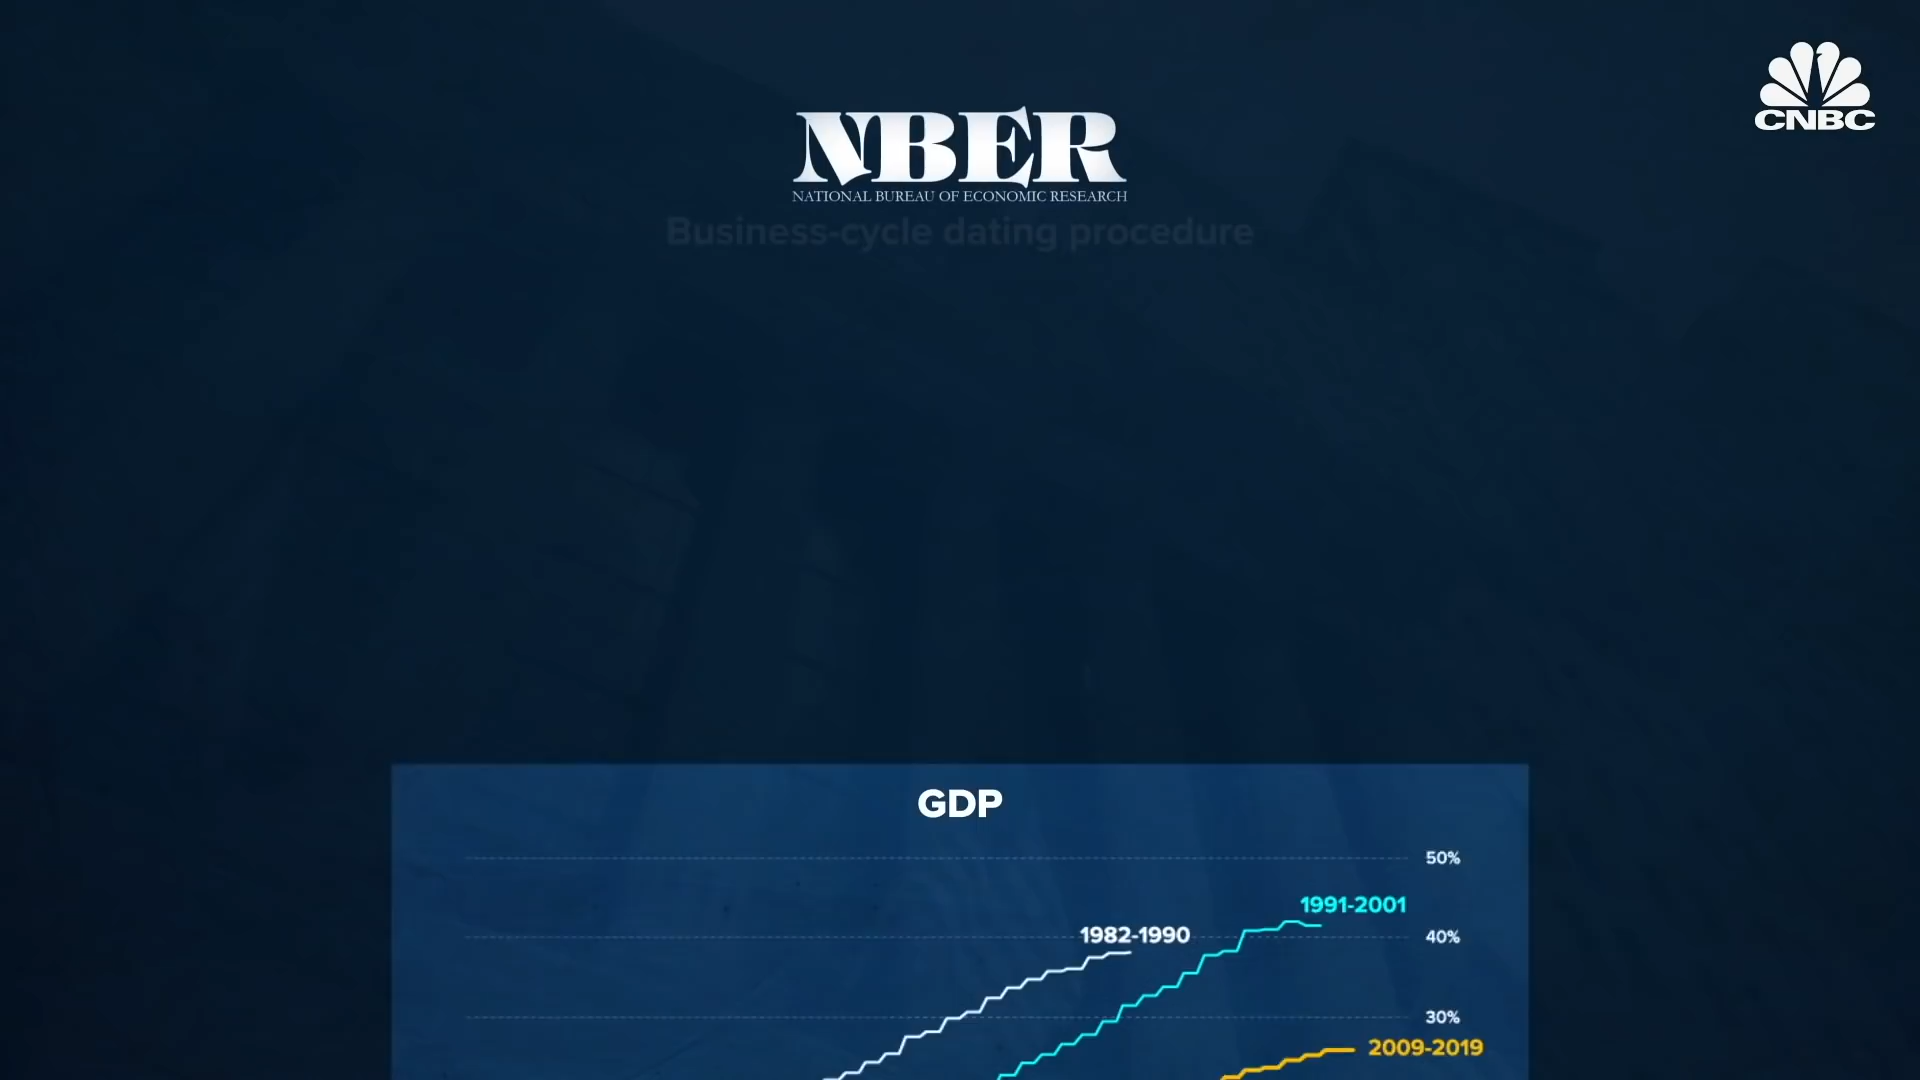 CNBC
NBER
NATIONAL BUREAU OF ECONOMIC RESEARCH
Business-cycle dating procedure
GDP
50%
1991-2001
1982-1990
40%
30%
2009-2019